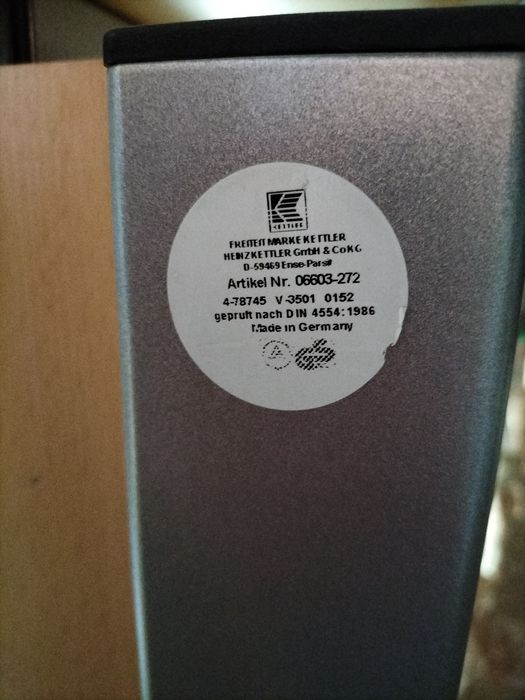 KETTLER
FREIZEIT MARKE KETTLER
HEINZ KETTLER GmbH & Co KG
D-59469 Ense-Parsit
Artikel Nr. 06603-272
4-78745 V-3501 0152
geprüft nach DIN 4554:1986
Made in Germany